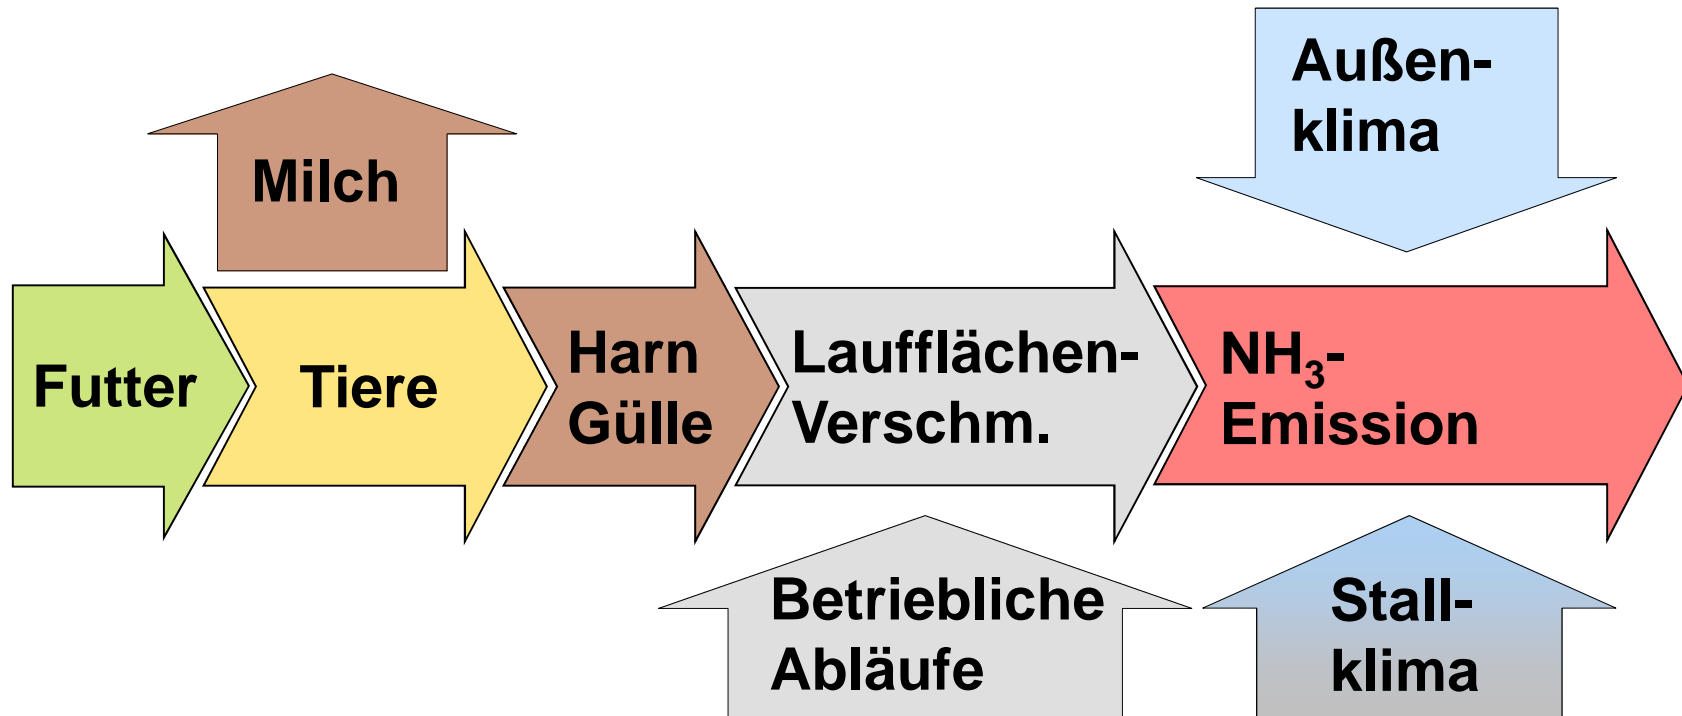 Außen-
klima
Milch
Futter
Tiere
Harn
Gülle
Laufflächen-
Verschm.
NH₃-
Emission
Betriebliche
Abläufe
Stall-
klima